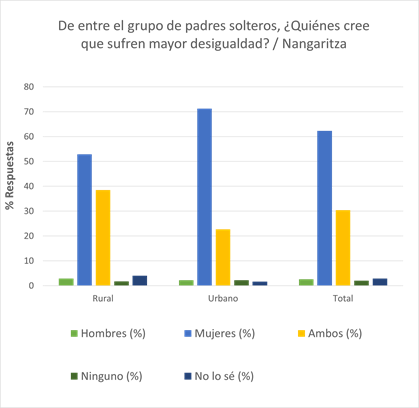 De entre el grupo de padres solteros, ¿Quiénes cree
que sufren mayor desigualdad? / Nangaritza
% Respuestas
80
70
60
50
40
30
20
10
0
Rural Urbano Total
Hombres (%) Mujeres (%) Ambos (%)
Ninguno (%) No lo sé (%)